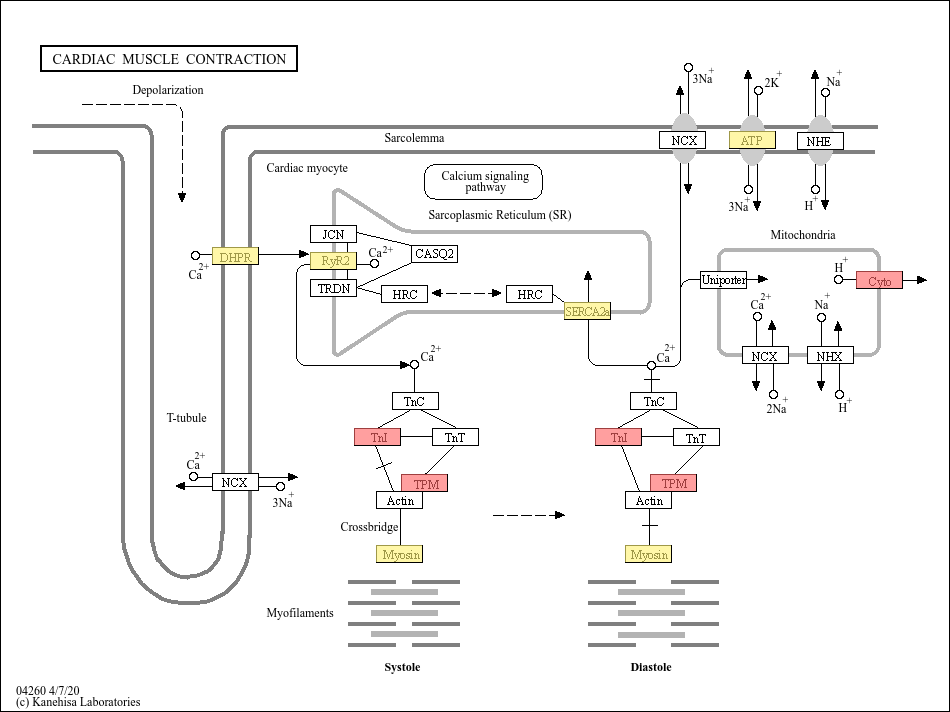 CARDIAC MUSCLE CONTRACTION
Depolarization
3Na+
2K+
Na+
Sarcolemma
NCX
ATP
NHE
Cardiac myocyte
Calcium signaling
pathway
3Na+
H+
Sarcoplasmic Reticulum (SR)
JCN
Mitochondria
DHPR
RyR2
Ca2+
CASQ2
Ca2+
H+
TRDN
HRC
HRC
Uniporter
Cyto
SERCA2a
Ca2+
Na+
Ca2+
Ca2+
NCX
NHX
TnC
TnC
2Na+
H+
T-tubule
TnI
TnT
TnI
TnT
Ca2+
NCX
TPM
TPM
3Na+
Actin
Actin
Crossbridge
Myosin
Myosin
Myofilaments
Systole
Diastole
04260 4/7/20
(c) Kanehisa Laboratories